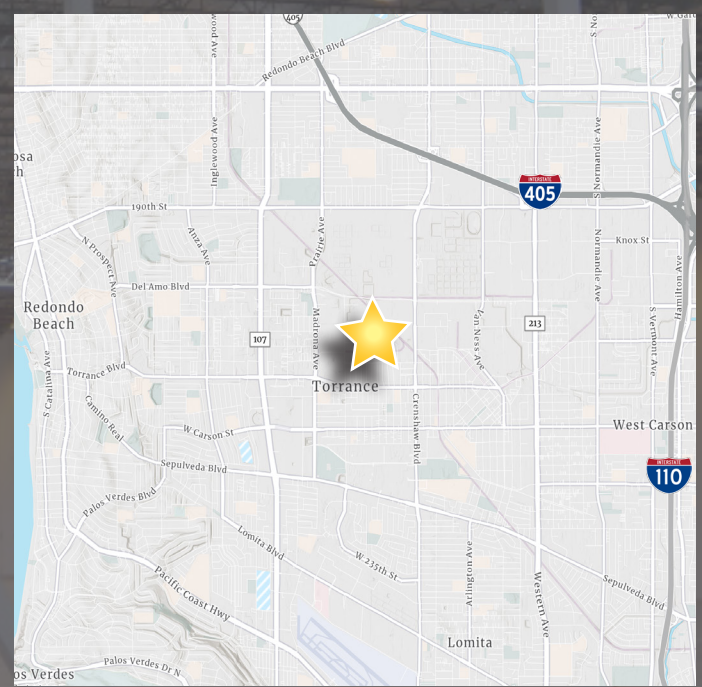 405
W Gard
wood Ave
Redondo Beach Blvd
S No
osa
ch
Inglewood Ave
S Normandie Ave
INTERSTATE
405
190th St
N Prospect Ave
Anza Ave
Prairie Ave
Knox St
Normandie Ave
Hamilton Ave
Del Amo Blvd
Redondo
Beach
107
Madrona Ave
Van Ness Ave
213
S Vermont Ave
S Catalina Ave
Torrance Blvd
Torrance
Camino Real
Crenshaw Blvd
W Carson St
West Carson
Sepulveda Blvd
INTERSTATE
110
Palos Verdes Blvd
Lomita Blvd
W 235th St
Arlington Ave
Pacific Coast Hwy
Western Ave
Sepulveda Blvd
Lomita
os Verdes
Palos Verdes Dr N